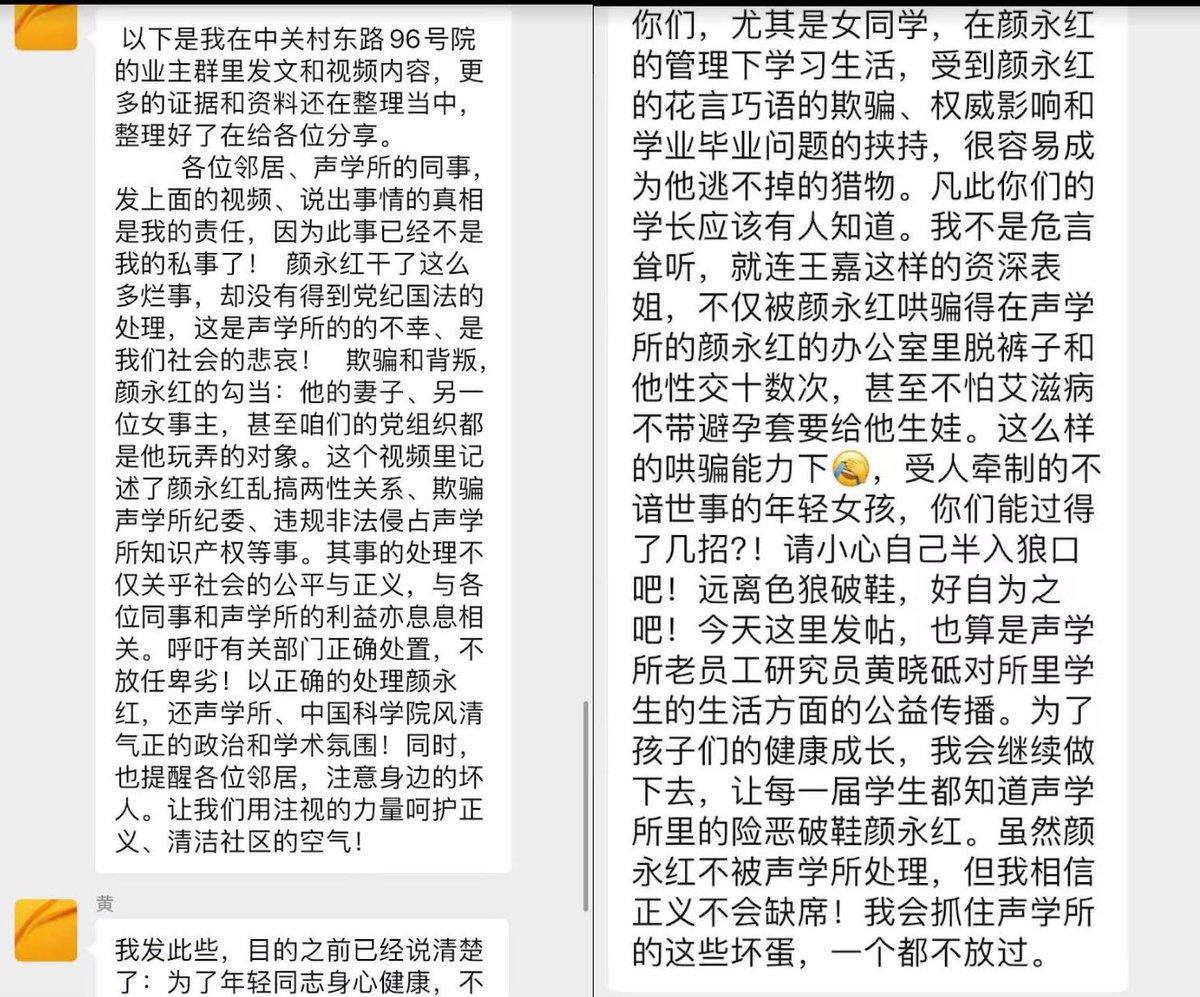 以下是我在中关村东路96号院
的业主群里发文和视频内容，更
多的证据和资料还在整理当中，
整理好了在给各位分享。
各位邻居、声学所的同事，
发上面的视频、说出事情的真相
是我的责任，因为此事已经不是
我的私事了！ 颜永红干了这么
多烂事，却没有得到党纪国法的
处理，这是声学所的的不幸、是
我们社会的悲哀！ 欺骗和背叛，
颜永红的勾当：他的妻子、另一
位女事主，甚至咱们的党组织都
是他玩弄的对象。这个视频里记
述了颜永红乱搞两性关系、欺骗
声学所纪委、违规非法侵占声学
所知识产权等事。其事的处理不
仅关乎社会的公平与正义，与各
位同事和声学所的利益亦息息相
关。呼吁有关部门正确处置，不
放任卑劣！以正确的处理颜永
红，还声学所、中国科学院风清
气正的政治和学术氛围！同时，
也提醒各位邻居，注意身边的坏
人。让我们用注视的力量呵护正
义、清洁社区的空气！
黄
我发此些，目的之前已经说清楚
了：为了年轻同志身心健康，不
你们，尤其是女同学，在颜永红
的管理下学习生活，受到颜永红
的花言巧语的欺骗、权威影响和
学业毕业问题的挟持，很容易成
为他逃不掉的猎物。凡此你们的
学长应该有人知道。我不是危言
耸听，就连王嘉这样的资深表
姐，不仅被颜永红哄骗得在声学
所的颜永红的办公室里脱裤子和
他性交十数次，甚至不怕艾滋病
不带避孕套要给他生娃。这么样
的哄骗能力下🤦，受人牵制的不
谙世事的年轻女孩，你们能过得
了几招?！请小心自己半入狼口
吧！远离色狼破鞋，好自为之
吧！今天这里发帖，也算是声学
所老员工研究员黄晓砥对所里学
生的生活方面的公益传播。为了
孩子们的健康成长，我会继续做
下去，让每一届学生都知道声学
所里的险恶破鞋颜永红。虽然颜
永红不被声学所处理，但我相信
正义不会缺席！我会抓住声学所
的这些坏蛋，一个都不放过。